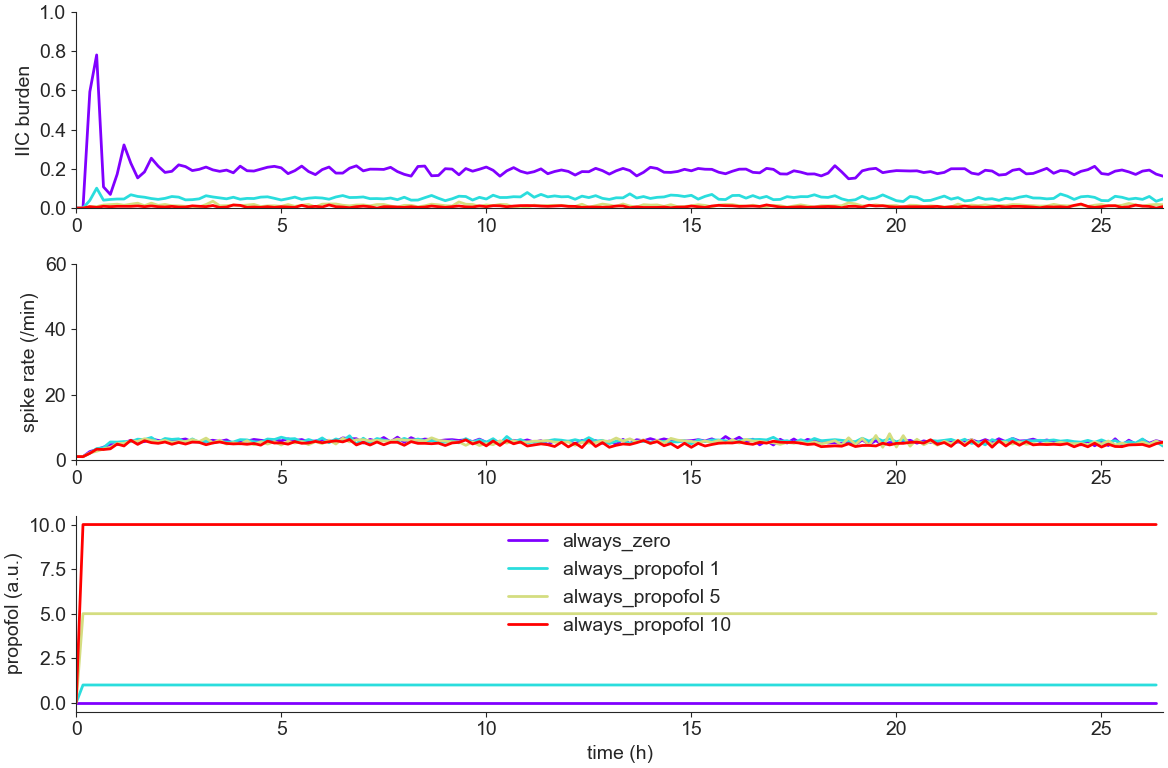 1.0
0.8
0.6
0.4
0.2
0.0
IIC burden
0 5 10 15 20 25
60
40
20
0
spike rate (/min)
0 5 10 15 20 25
10.0
7.5
5.0
2.5
0.0
propofol (a.u.)
always_zero
always_propofol 1
always_propofol 5
always_propofol 10
0 5 10 15 20 25
time (h)